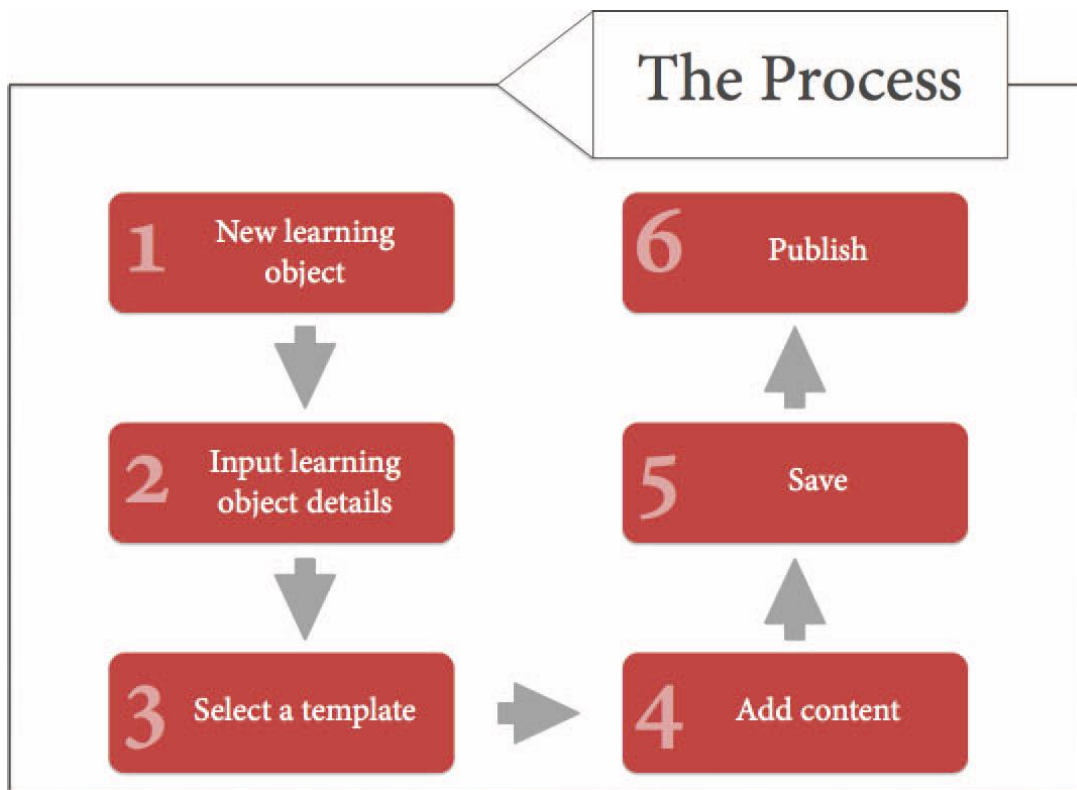 The Process
1
New learning
object
2
Input learning
object details
3
Select a template
4
Add content
5
Save
6
Publish